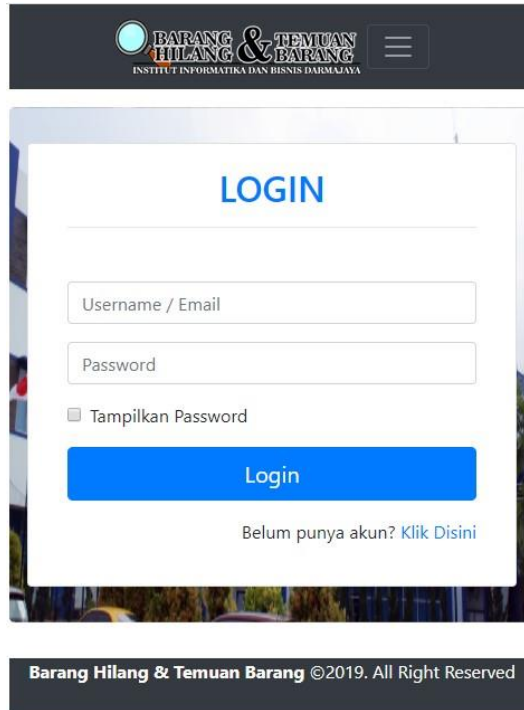 BARANG HILANG & TEMUAN BARANG
INSTITUT INFORMATIKA DAN BISNIS DARMAJAYA
LOGIN
Username / Email
Password
Tampilkan Password
Login
Belum punya akun? Klik Disini
Barang Hilang & Temuan Barang ©2019. All Right Reserved